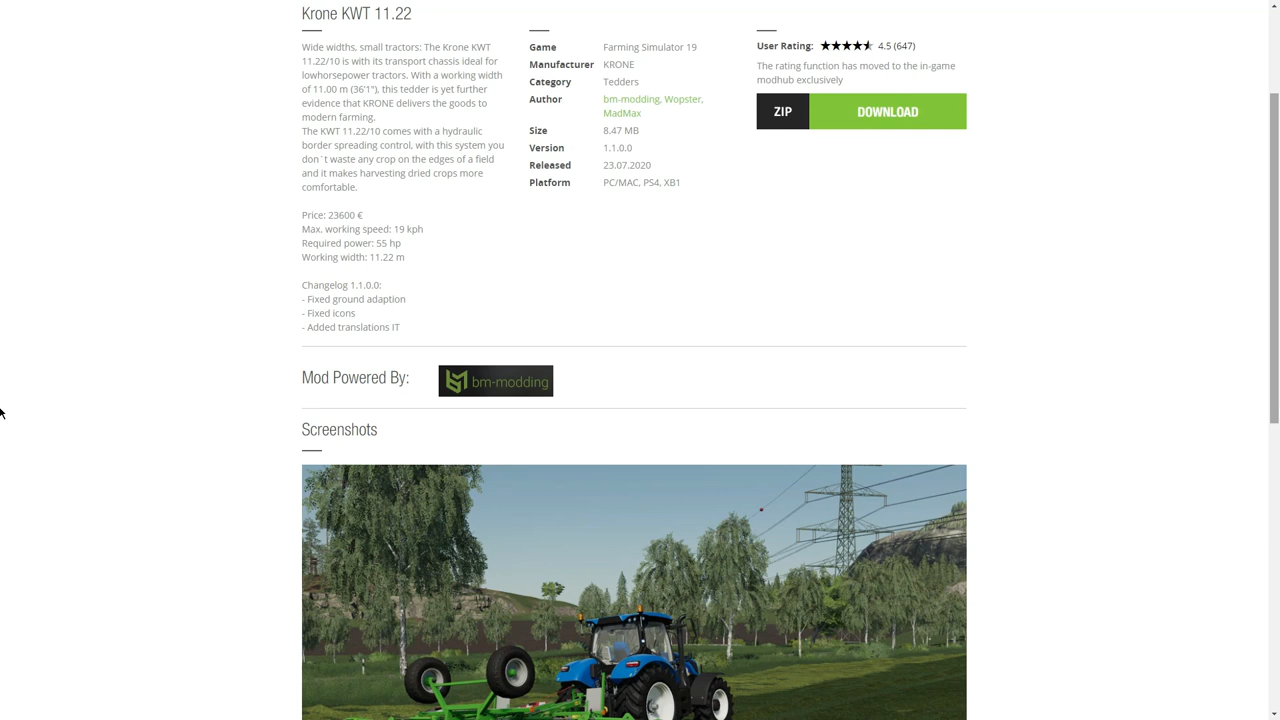 Krone KWT 11.22
Wide widths, small tractors: The Krone KWT
11.22/10 is with its transport chassis ideal for
lowhorsepower tractors. With a working width
of 11.00 m (36'1"), this tedder is yet further
evidence that KRONE delivers the goods to
modern farming.
The KWT 11.22/10 comes with a hydraulic
border spreading control, with this system you
don´t waste any crop on the edges of a field
and it makes harvesting dried crops more
comfortable.
Price: 23600 €
Max. working speed: 19 kph
Required power: 55 hp
Working width: 11.22 m
Changelog 1.1.0.0:
- Fixed ground adaption
- Fixed icons
- Added translations IT
Game Farming Simulator 19
Manufacturer KRONE
Category Tedders
Author bm-modding, Wopster,
MadMax
Size 8.47 MB
Version 1.1.0.0
Released 23.07.2020
Platform PC/MAC, PS4, XB1
User Rating: 4.5 (647)
The rating function has moved to the in-game
modhub exclusively
ZIP DOWNLOAD
Mod Powered By: bm-modding
Screenshots